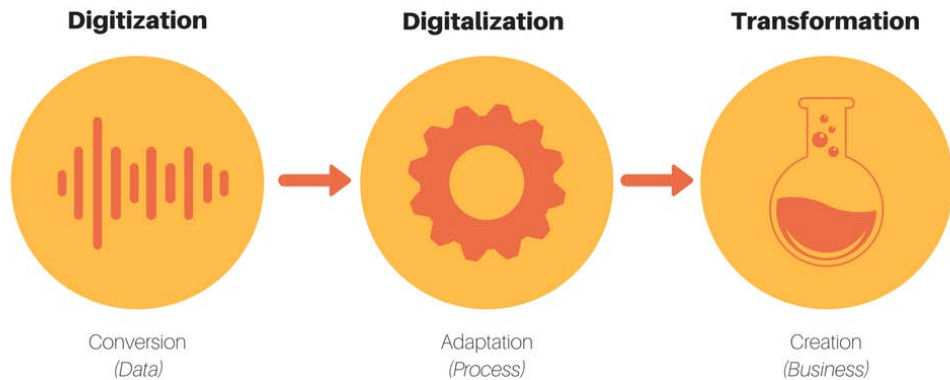 Digitization
Digitalization
Transformation
Conversion
(Data)
Adaptation
(Process)
Creation
(Business)